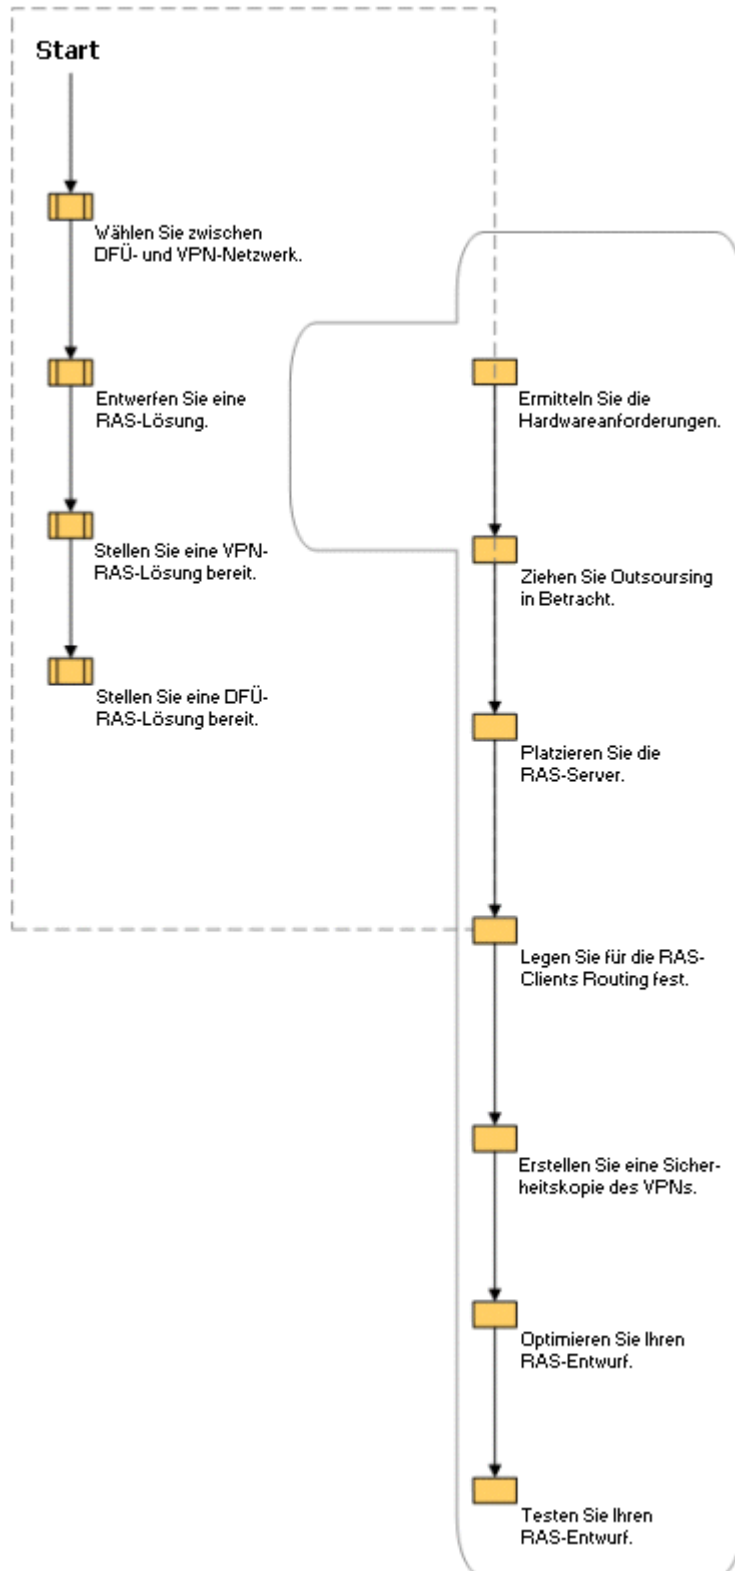 Start
Wählen Sie zwischen
DFÜ- und VPN-Netzwerk.
Entwerfen Sie eine
RAS-Lösung.
Stellen Sie eine VPN-
RAS-Lösung bereit.
Stellen Sie eine DFÜ-
RAS-Lösung bereit.
Ermitteln Sie die
Hardwareanforderungen.
Ziehen Sie Outsoursing
in Betracht.
Platzieren Sie die
RAS-Server.
Legen Sie für die RAS-
Clients Routing fest.
Erstellen Sie eine Sicher-
heitskopie des VPNs.
Optimieren Sie Ihren
RAS-Entwurf.
Testen Sie Ihren
RAS-Entwurf.